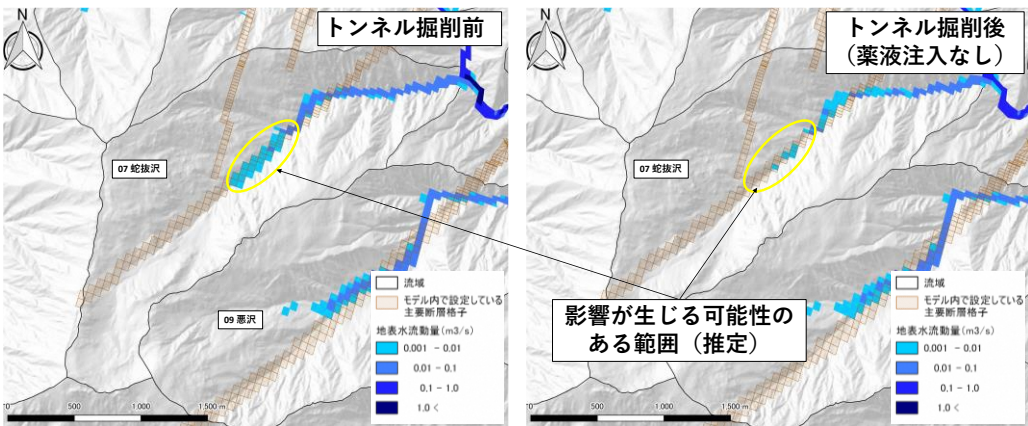 N
トンネル掘削前
07 蛇抜沢
09 悪沢
流域
モデル内で設定している
主要断層格子
地表水流動量(m3/s)
0.001 - 0.01
0.01 - 0.1
0.1 - 1.0
1.0 <
0
500
1 000
1 500 m
N
トンネル掘削後
（薬液注入なし）
07 蛇抜沢
影響が生じる可能性の
ある範囲（推定）
流域
モデル内で設定している
主要断層格子
地表水流動量(m3/s)
0.001 - 0.01
0.01 - 0.1
0.1 - 1.0
1.0 <
0
500
1 000
1 500 m